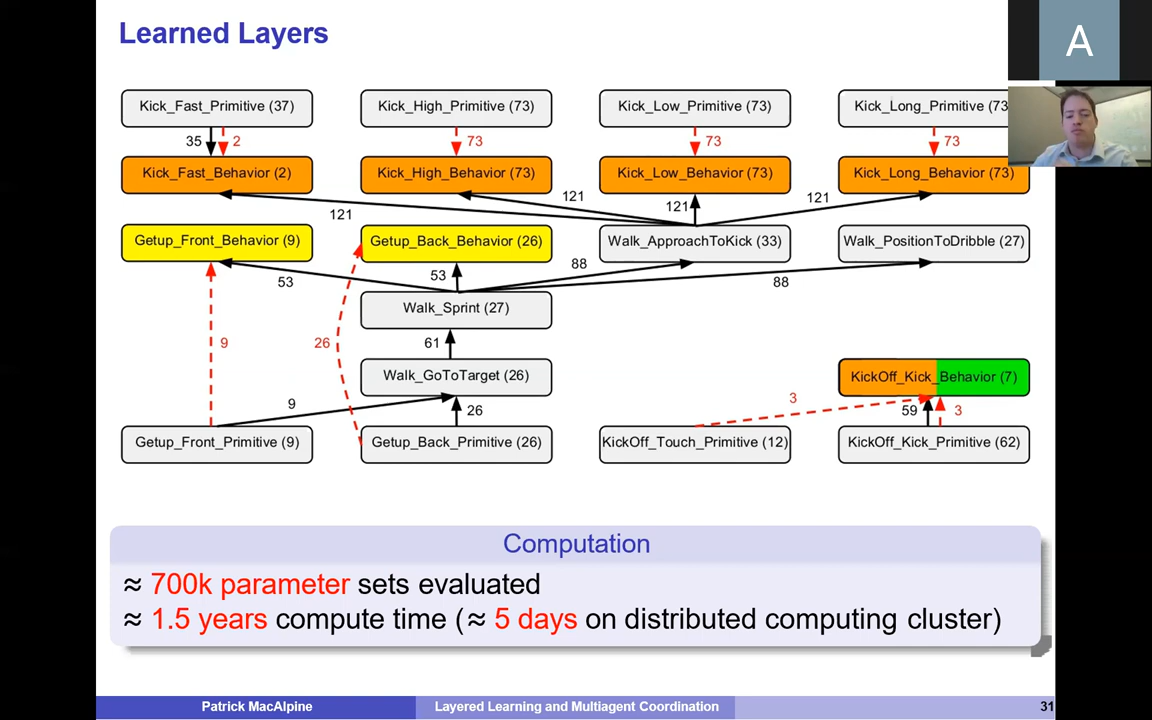 Learned Layers
A
Kick_Fast_Primitive (37)
Kick_High_Primitive (73)
Kick_Low_Primitive (73)
Kick_Long_Primitive (73
35
2
73
73
73
Kick_Fast_Behavior (2)
Kick_High_Behavior (73)
Kick_Low_Behavior (73)
Kick_Long_Behavior (73)
121
121
121
121
Getup_Front_Behavior (9)
Getup_Back_Behavior (26)
Walk_ApproachToKick (33)
Walk_PositionToDribble (27)
53
53
88
88
Walk_Sprint (27)
9
26
61
Walk_GoToTarget (26)
KickOff_Kick_Behavior (7)
9
26
3
59
3
Getup_Front_Primitive (9)
Getup_Back_Primitive (26)
KickOff_Touch_Primitive (12)
KickOff_Kick_Primitive (62)
Computation
≈ 700k parameter sets evaluated
≈ 1.5 years compute time (≈ 5 days on distributed computing cluster)
Patrick MacAlpine
Layered Learning and Multiagent Coordination
31